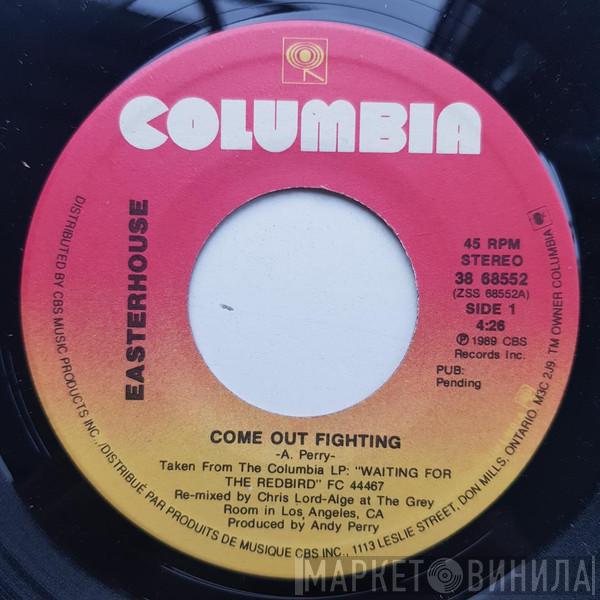 COLUMBIA
EASTERHOUSE
45 RPM
STEREO
38 68552
(ZSS 68552A)
SIDE 1
4:26
Ⓟ 1989 CBS
Records Inc.
PUB:
Pending
COME OUT FIGHTING
-A. Perry-
Taken From The Columbia LP: "WAITING FOR
THE REDBIRD" FC 44467
Re-mixed by Chris Lord-Alge at The Grey
Room in Los Angeles, CA
Produced by Andy Perry
DISTRIBUTED BY CBS MUSIC PRODUCTS INC./DISTRIBUÉ PAR PRODUITS DE MUSIQUE CBS INC., 1113 LESLIE STREET, DON MILLS, ONTARIO, M3C 2J9. TM OWNER COLUMBIA
МАРКЕТ ВИНИЛА